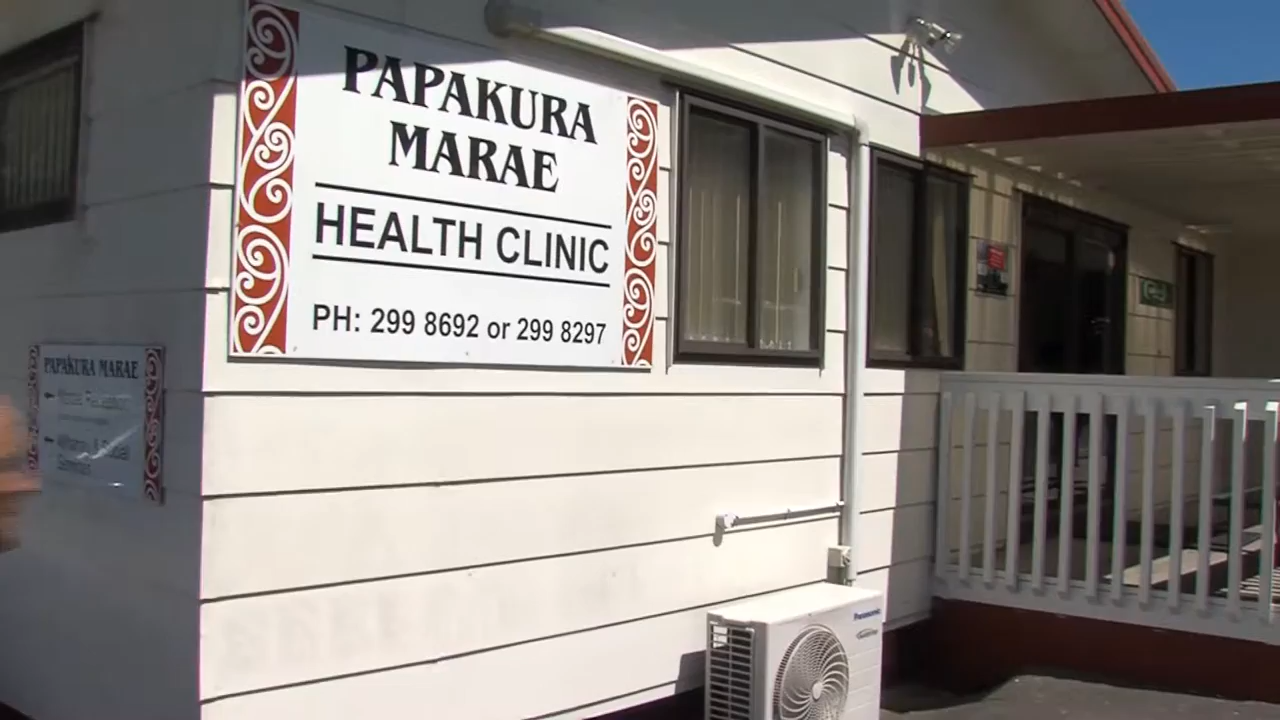 PAPAKURA
MARAE
HEALTH CLINIC
PH: 299 8692 or 299 8297
PAPAKURA MARAE
Panasonic